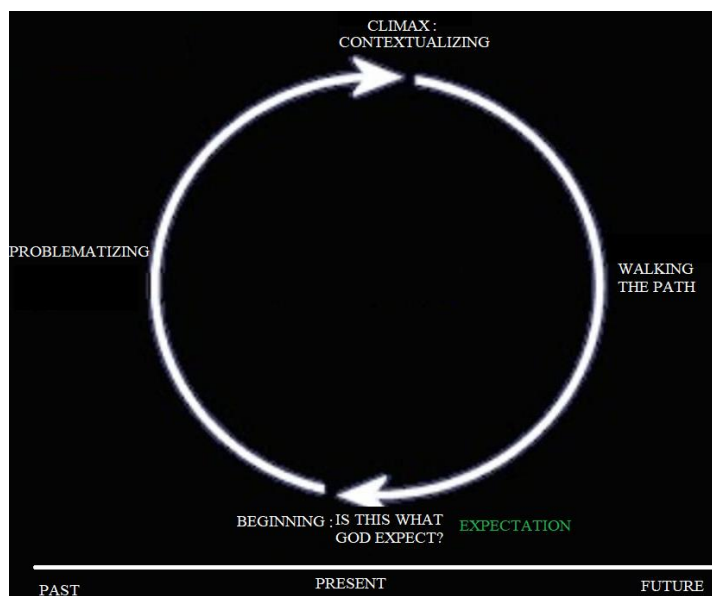 CLIMAX :
CONTEXTUALIZING
PROBLEMATIZING
WALKING
THE PATH
BEGINNING : IS THIS WHAT
GOD EXPECT?
EXPECTATION
PAST
PRESENT
FUTURE